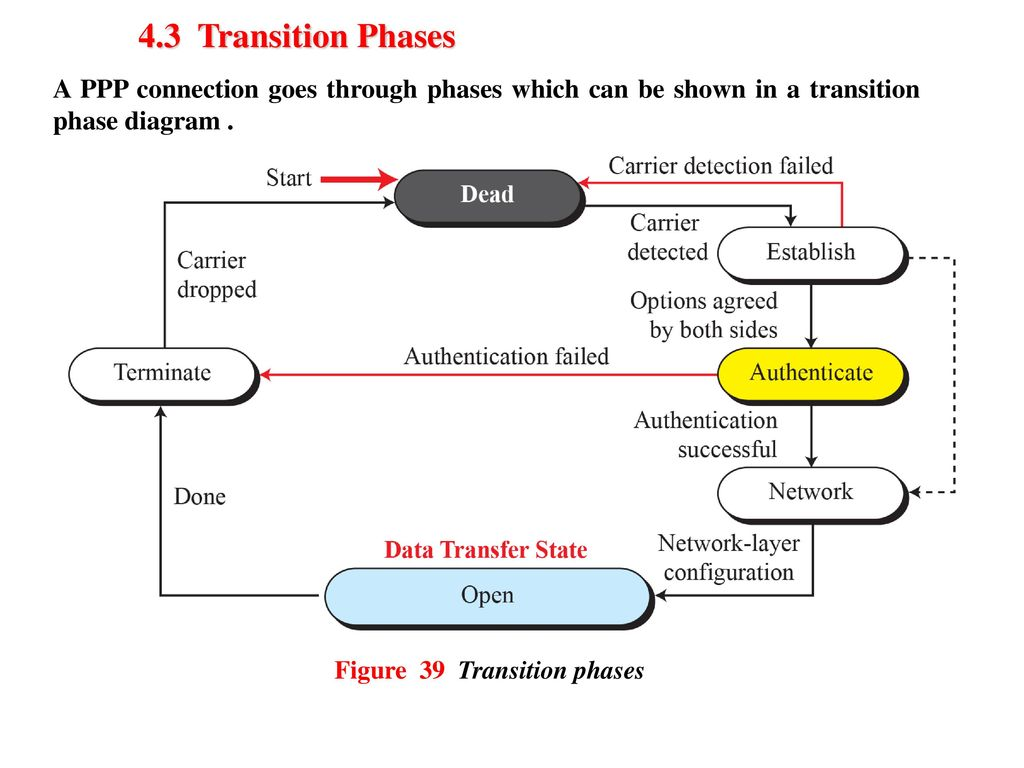 4.3 Transition Phases
A PPP connection goes through phases which can be shown in a transition
phase diagram .
Carrier detection failed
Start
Dead
Carrier
detected
Establish
Carrier
dropped
Options agreed
by both sides
Authentication failed
Terminate
Authenticate
Authentication
successful
Network
Done
Data Transfer State
Network-layer
configuration
Open
Figure 39 Transition phases